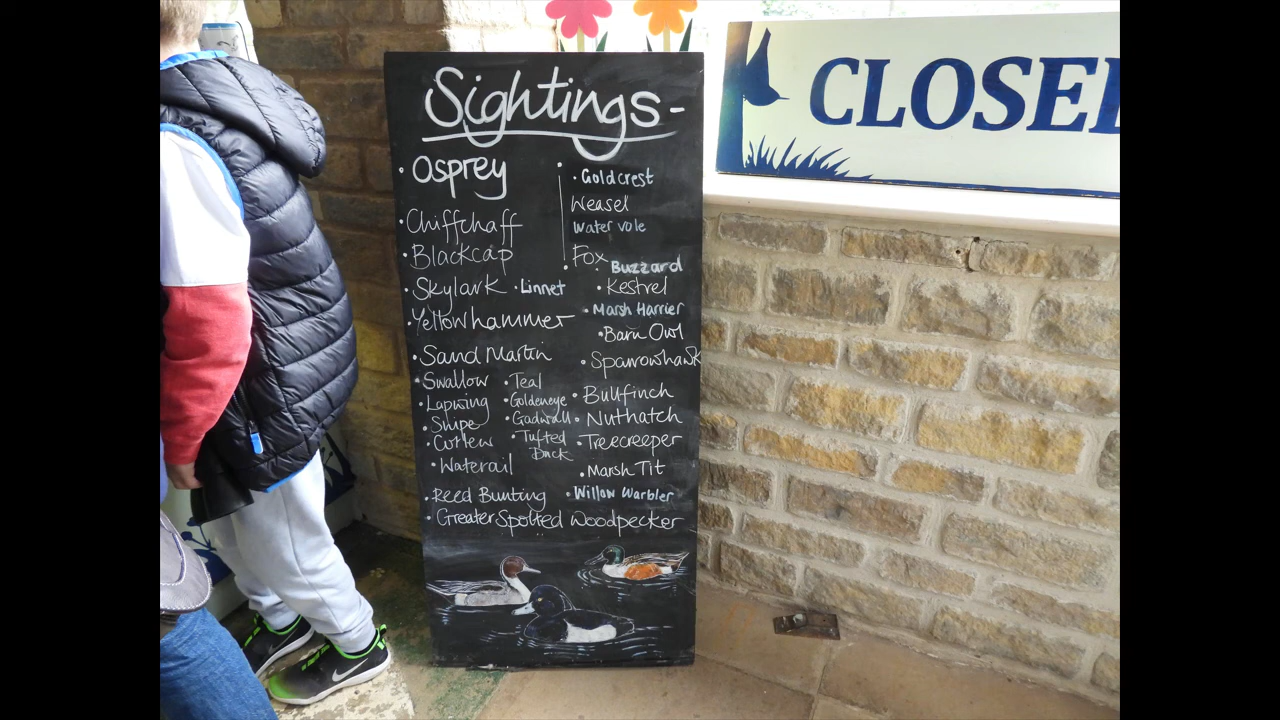 Sightings-
• Osprey
• Chiffchaff
• Blackcap
• Skylark • Linnet
• Yellowhammer
• Sand Martin
• Swallow
• Lapwing
• Snipe
• Curlew
• Waterail
• Teal
• Goldeneye
• Gadwall
• Tufted
Duck
• Reed Bunting
• Greater Spotted Woodpecker
• Goldcrest
Weasel
Water vole
Fox
• Buzzard
• Kestrel
• Marsh Harrier
• Barn Owl
• Sparrowhawk
• Bullfinch
• Nuthatch
• Treecreeper
• Marsh Tit
• Willow Warbler
CLOSED